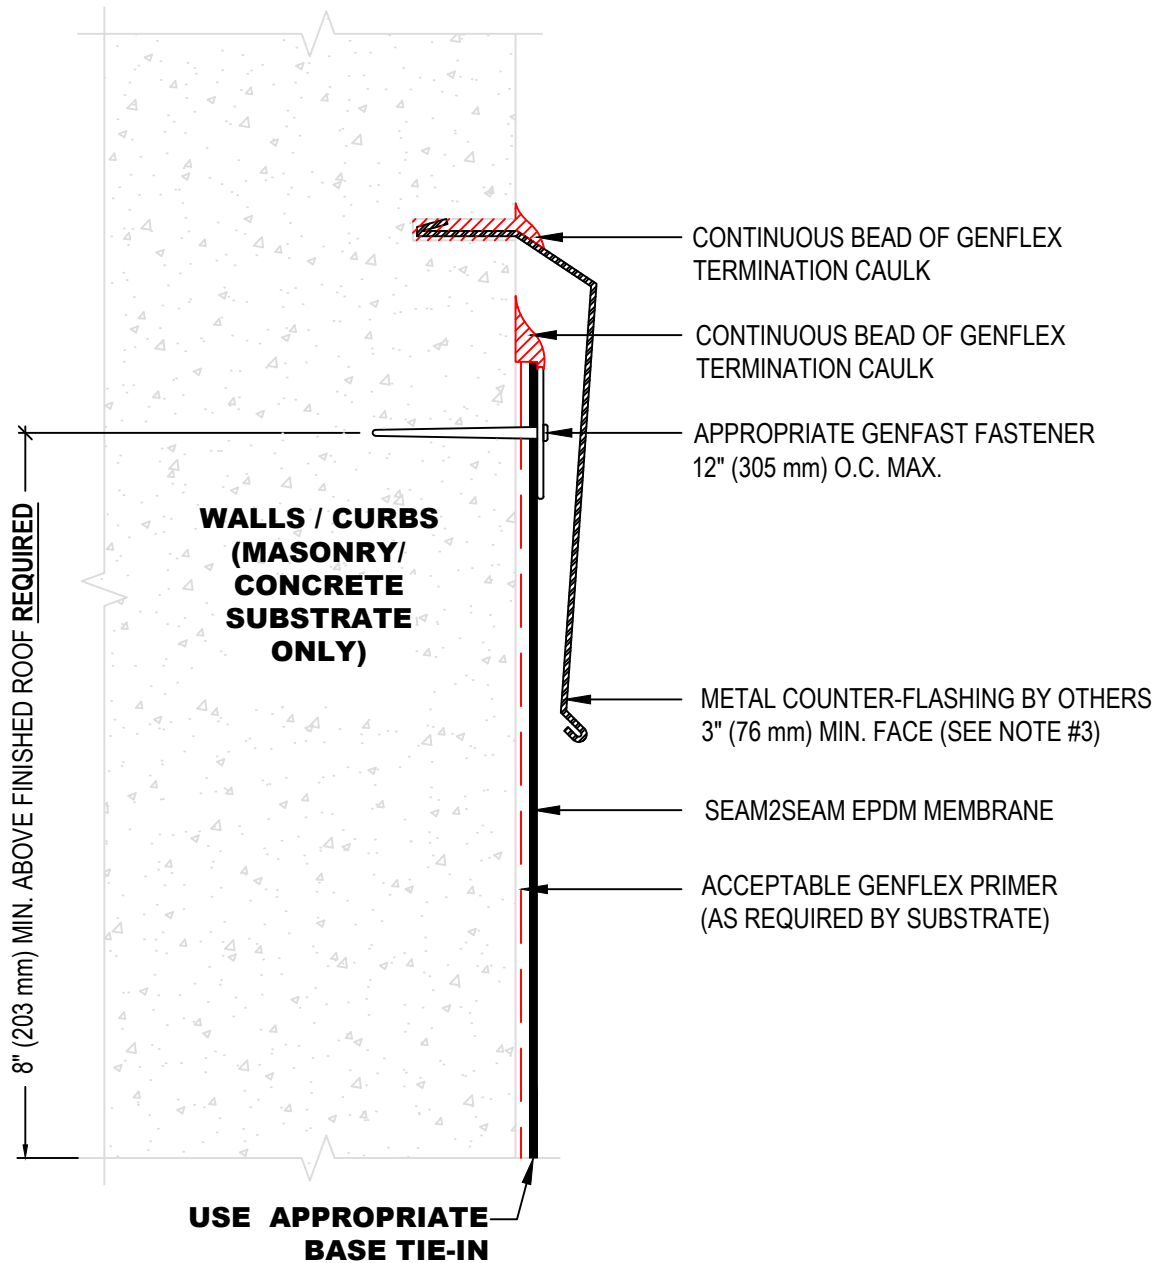 CONTINUOUS BEAD OF GENFLEX
TERMINATION CAULK
CONTINUOUS BEAD OF GENFLEX
TERMINATION CAULK
APPROPRIATE GENFAST FASTENER
12" (305 mm) O.C. MAX.
WALLS / CURBS
(MASONRY/
CONCRETE
SUBSTRATE
ONLY)
8" (203 mm) MIN. ABOVE FINISHED ROOF REQUIRED
METAL COUNTER-FLASHING BY OTHERS
3" (76 mm) MIN. FACE (SEE NOTE #3)
SEAM2SEAM EPDM MEMBRANE
ACCEPTABLE GENFLEX PRIMER
(AS REQUIRED BY SUBSTRATE)
USE APPROPRIATE
BASE TIE-IN